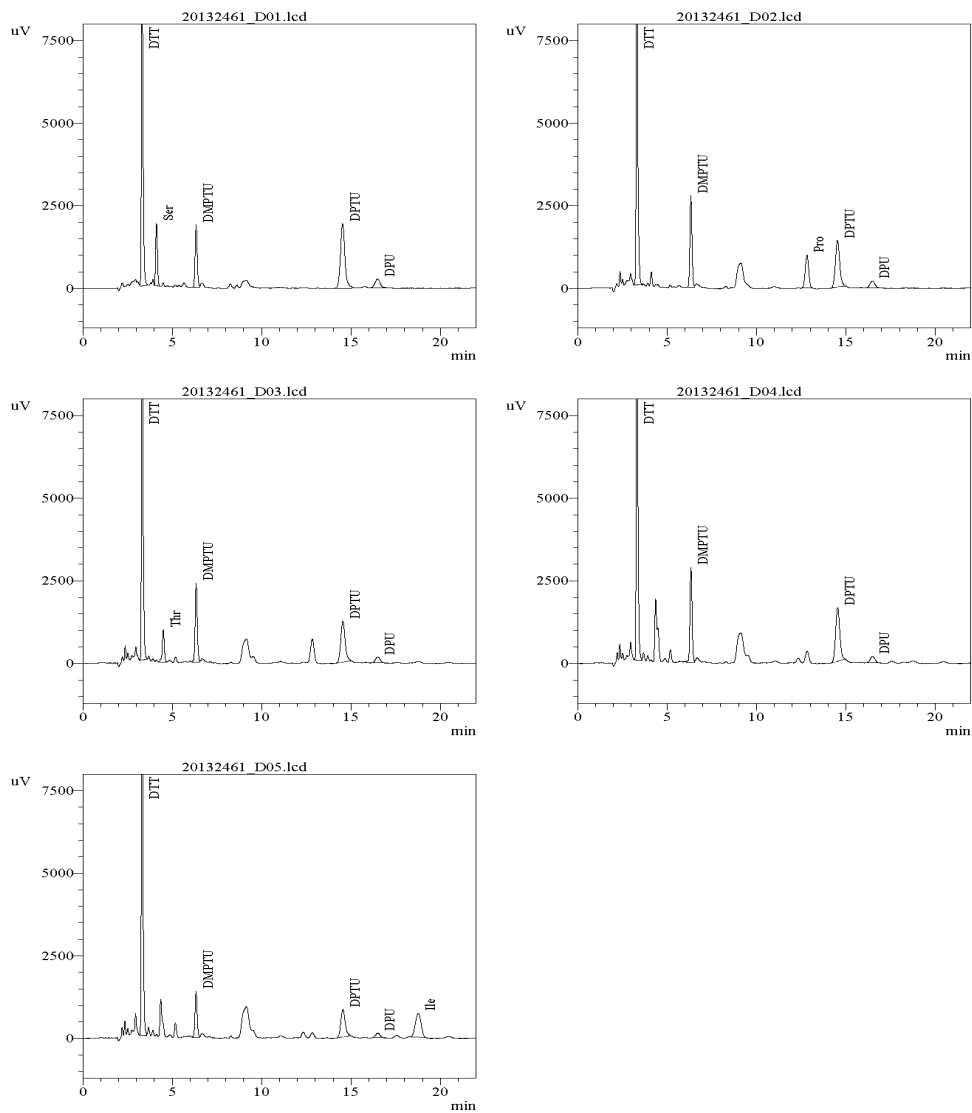 20132461_D01.lcd
uV
7500
5000
2500
0
DTT
Ser
DMPTU
DPTU
DPU
0 5 10 15 20
min
20132461_D02.lcd
uV
7500
5000
2500
0
DTT
DMPTU
Pro
DPTU
DPU
0 5 10 15 20
min
20132461_D03.lcd
uV
7500
5000
2500
0
DTT
Thr
DMPTU
DPTU
DPU
0 5 10 15 20
min
20132461_D04.lcd
uV
7500
5000
2500
0
DTT
DMPTU
DPTU
DPU
0 5 10 15 20
min
20132461_D05.lcd
uV
7500
5000
2500
0
DTT
DMPTU
DPTU
DPU
Ile
0 5 10 15 20
min